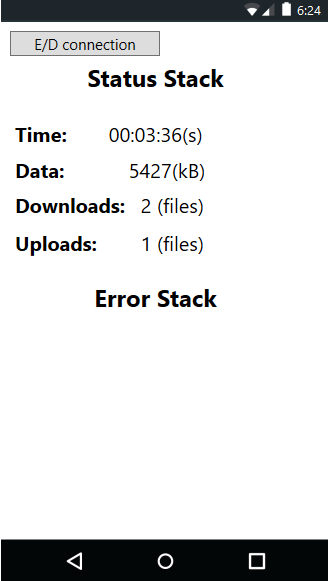 6:24
E/D connection
Status Stack
Time: 00:03:36(s)
Data: 5427(kB)
Downloads: 2 (files)
Uploads: 1 (files)
Error Stack